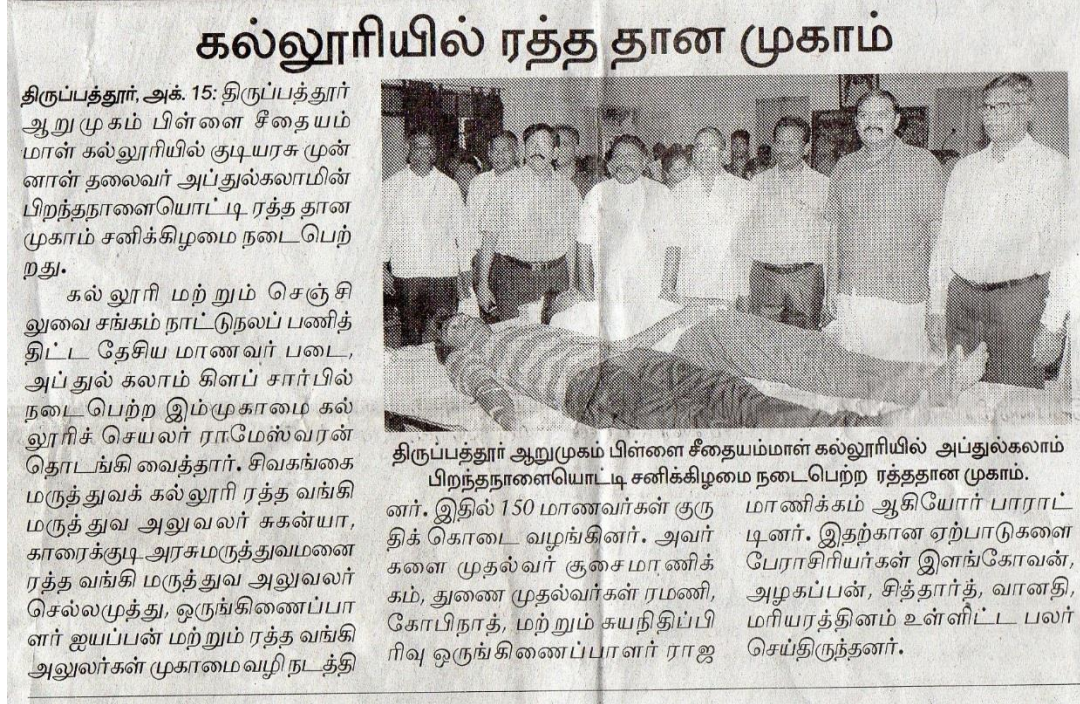 கல்லூரியில் ரத்த தான முகாம்
திருப்பத்தூர், அக். 15: திருப்பத்தூர்
ஆறுமுகம் பிள்ளை சீதையம்
மாள் கல்லூரியில் குடியரசு முன்
னாள் தலைவர் அப்துல்கலாமின்
பிறந்தநாளையொட்டி ரத்த தான
முகாம் சனிக்கிழமை நடைபெற்
றது.
கல்லூரி மற்றும் செஞ்சி
லுவை சங்கம் நாட்டுநலப் பணித்
திட்ட தேசிய மாணவர் படை,
அப்துல் கலாம் கிளப் சார்பில்
நடைபெற்ற இம்முகாமை கல்
லூரிச் செயலர் ராமேஸ்வரன்
தொடங்கி வைத்தார். சிவகங்கை
மருத்துவக் கல்லூரி ரத்த வங்கி
மருத்துவ அலுவலர் சுகன்யா,
காரைக்குடி அரசு மருத்துவமனை
ரத்த வங்கி மருத்துவ அலுவலர்
செல்லமுத்து, ஒருங்கிணைப்பா
ளர் ஐயப்பன் மற்றும் ரத்த வங்கி
அலுலர்கள் முகாமை வழி நடத்தி
திருப்பத்தூர் ஆறுமுகம் பிள்ளை சீதையம்மாள் கல்லூரியில் அப்துல்கலாம்
பிறந்தநாளையொட்டி சனிக்கிழமை நடைபெற்ற ரத்ததான முகாம்.
னர். இதில் 150 மாணவர்கள் குரு
திக் கொடை வழங்கினர். அவர்
களை முதல்வர் சூசைமாணிக்
கம், துணை முதல்வர்கள் ரமணி,
கோபிநாத், மற்றும் சுயநிதிப்பி
ரிவு ஒருங்கிணைப்பாளர் ராஜ
மாணிக்கம் ஆகியோர் பாராட்
டினர். இதற்கான ஏற்பாடுகளை
பேராசிரியர்கள் இளங்கோவன்,
அழகப்பன், சித்தார்த், வானதி,
மரியரத்தினம் உள்ளிட்ட பலர்
செய்திருந்தனர்.